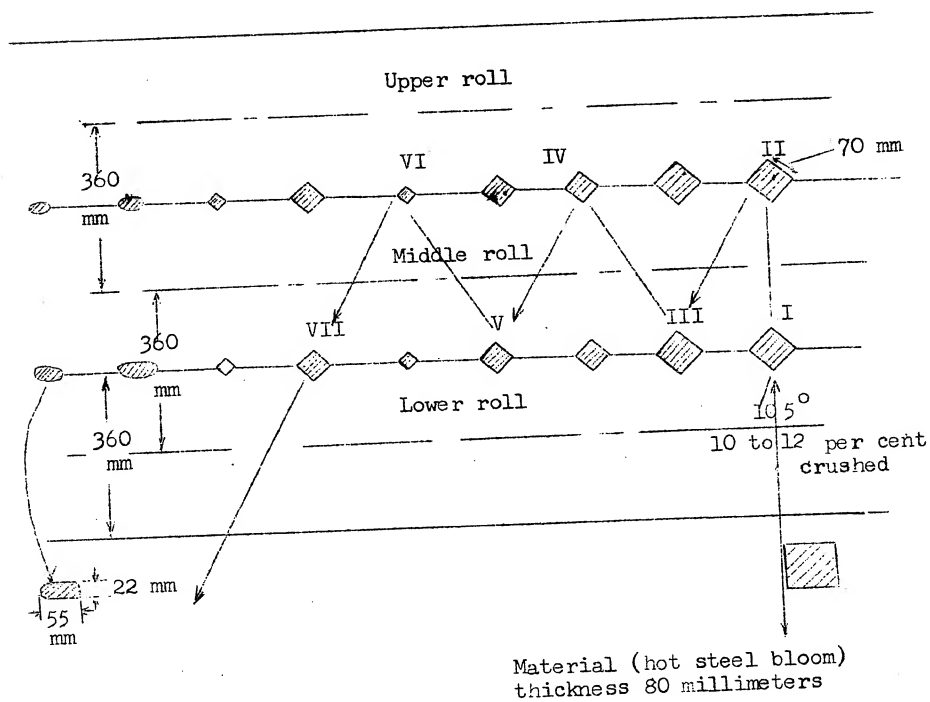 Upper roll
II
70 mm
VI
IV
360
mm
Middle roll
VII
V
III
I
360
mm
Lower roll
105°
360
mm
10 to 12 per cent
crushed
22 mm
55
mm
Material (hot steel bloom)
thickness 80 millimeters